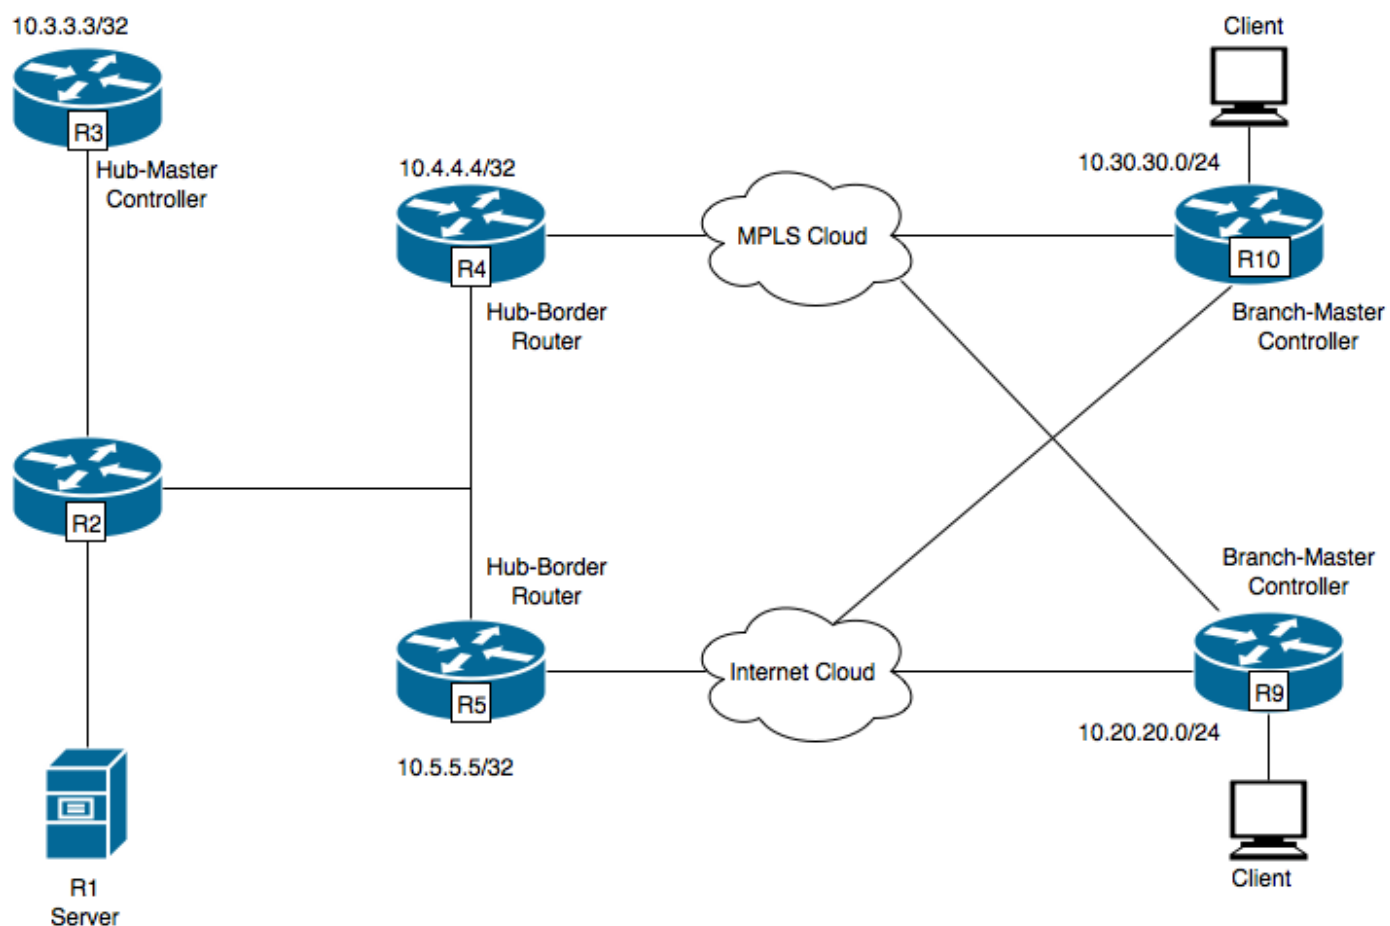 10.3.3.3/32
R3
Hub-Master
Controller
10.4.4.4/32
R4
Hub-Border
Router
MPLS Cloud
Client
10.30.30.0/24
R10
Branch-Master
Controller
R2
Hub-Border
Router
R5
10.5.5.5/32
Internet Cloud
Branch-Master
Controller
R9
10.20.20.0/24
Client
R1
Server